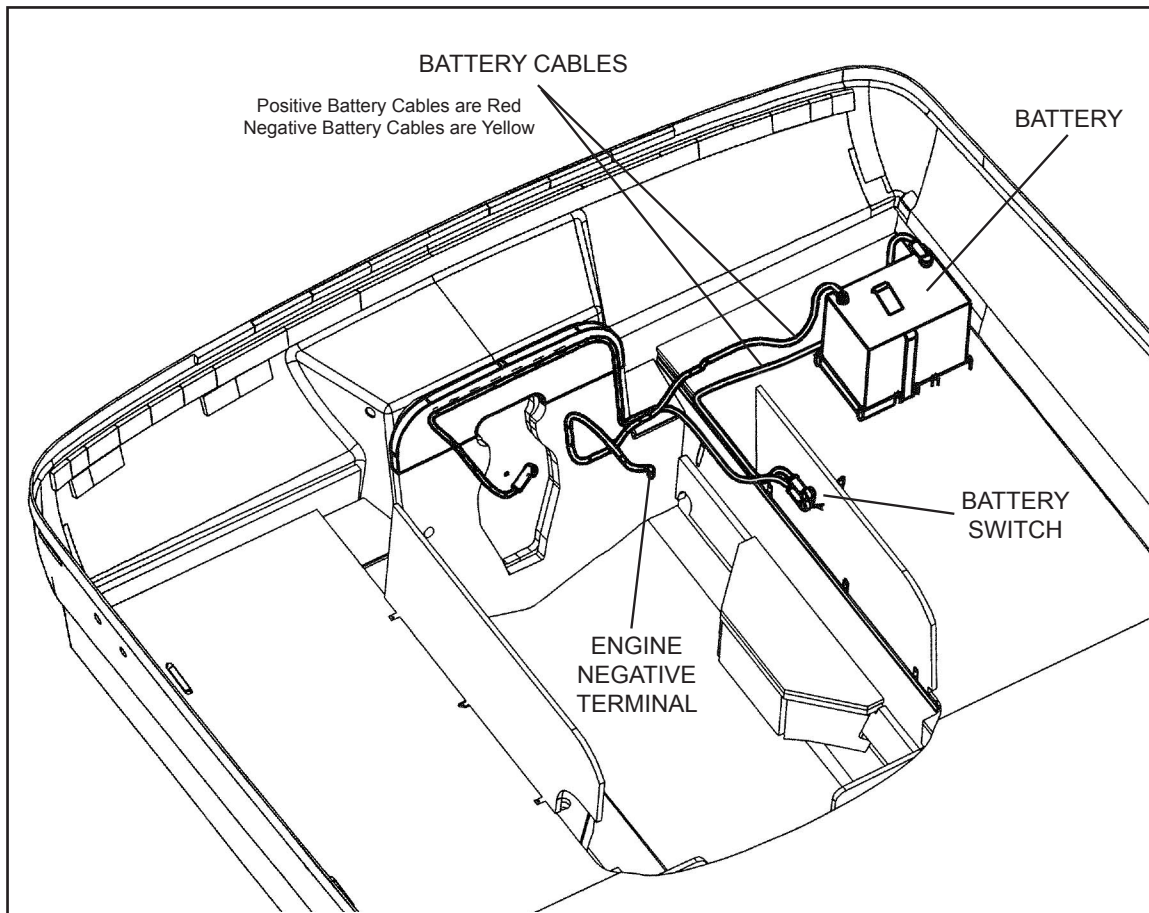 BATTERY CABLES
Positive Battery Cables are Red
Negative Battery Cables are Yellow
BATTERY
BATTERY
SWITCH
ENGINE
NEGATIVE
TERMINAL